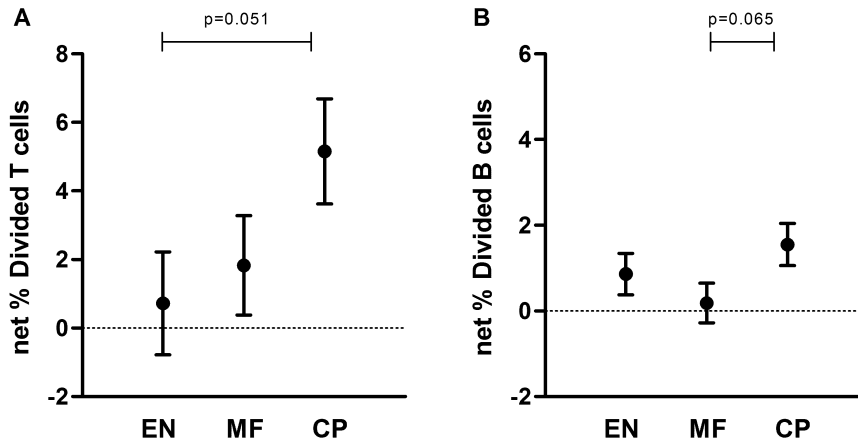 A
p=0.051
net % Divided T cells
8
6
4
2
0
-2
EN MF CP
B
p=0.065
net % Divided B cells
6
4
2
0
-2
EN MF CP